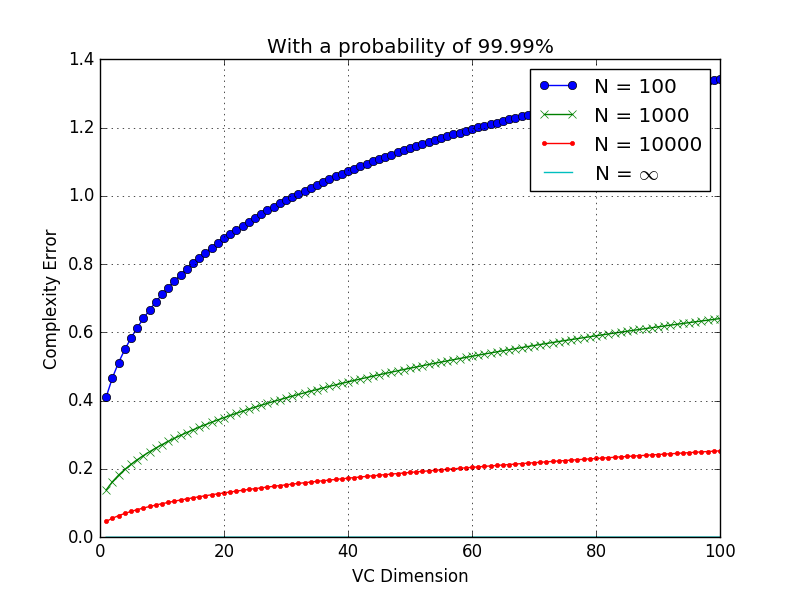 With a probability of 99.99%
1.4
1.2
1.0
0.8
0.6
0.4
0.2
0.0
Complexity Error
N = 100
N = 1000
N = 10000
N = ∞
0 20 40 60 80 100
VC Dimension